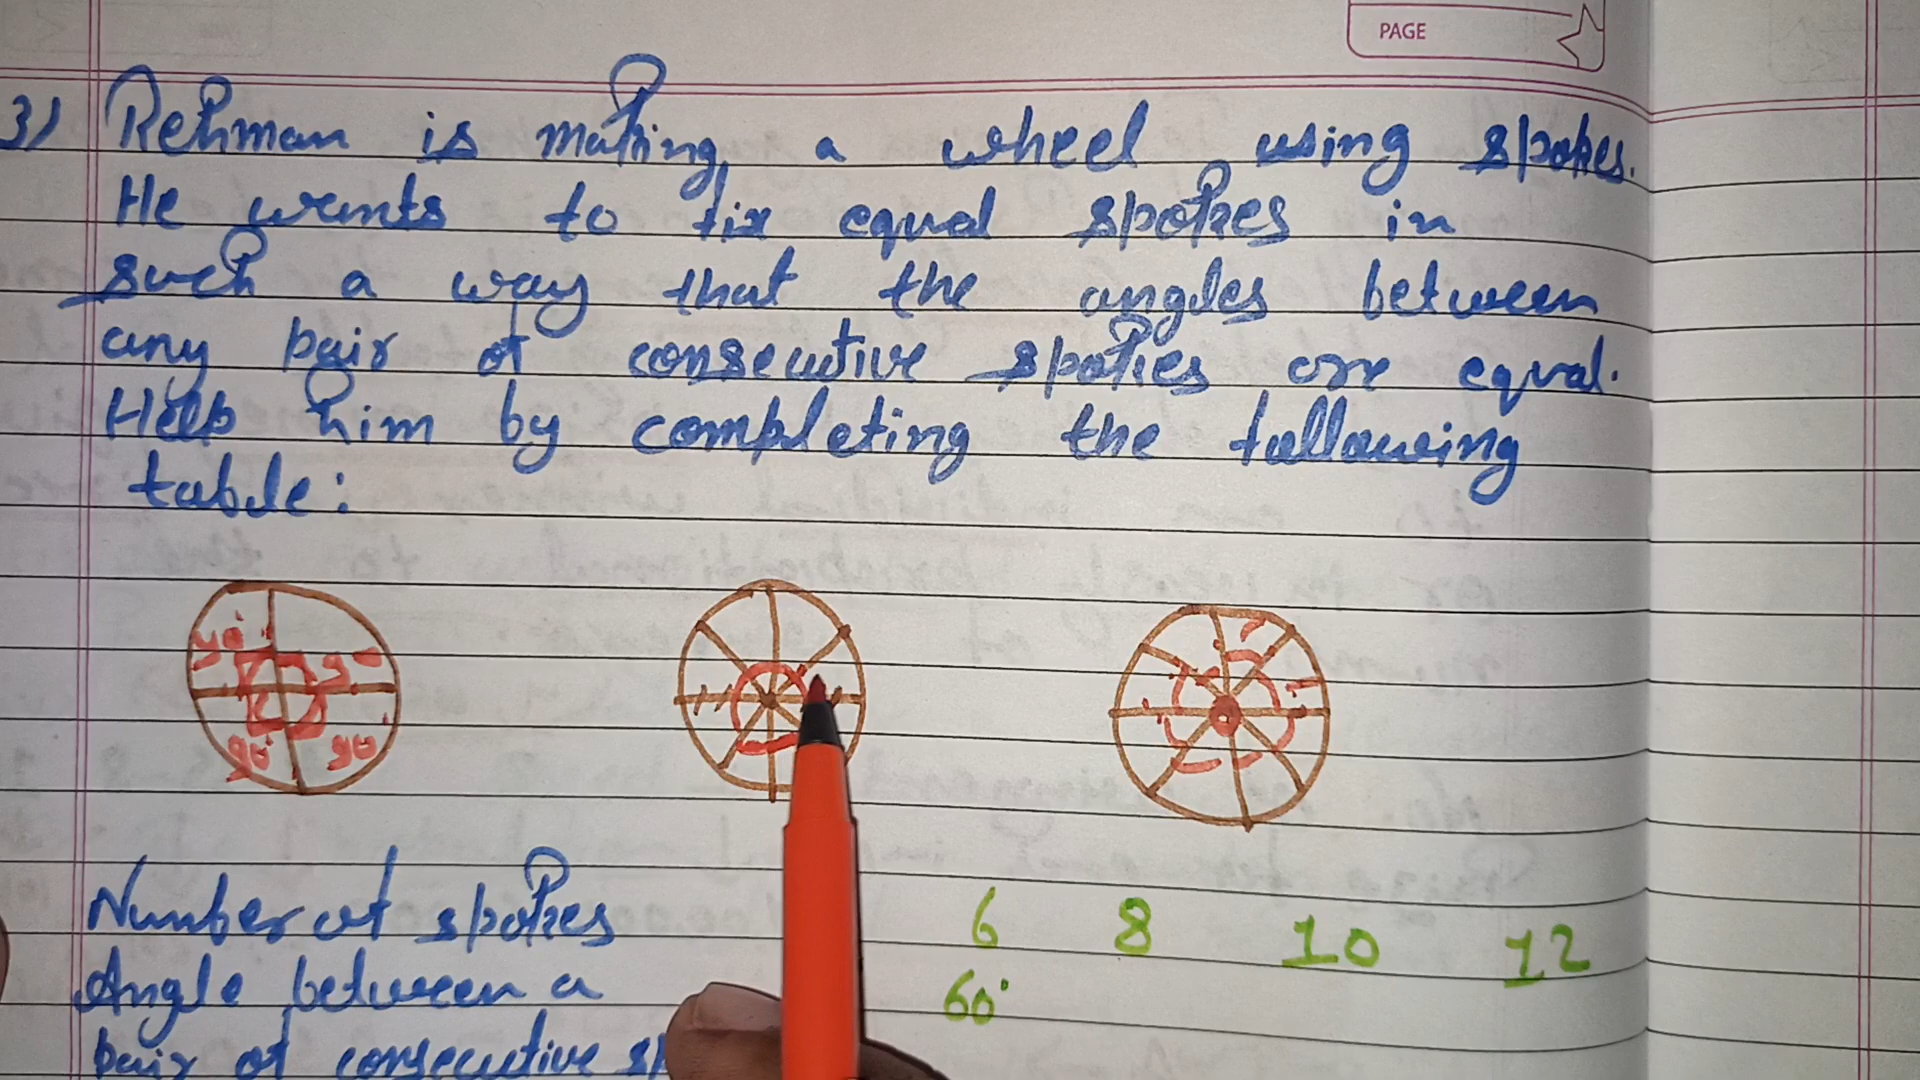 PAGE
3) Rehman is making a wheel using spokes.
He wants to fix equal spokes in
such a way that the angles between
any pair of consecutive spokes are equal.
Help him by completing the following
table:
90° 90
90° 90
Number of spokes 6 8 10 12
Angle between a 60°
pair of consecutive sp